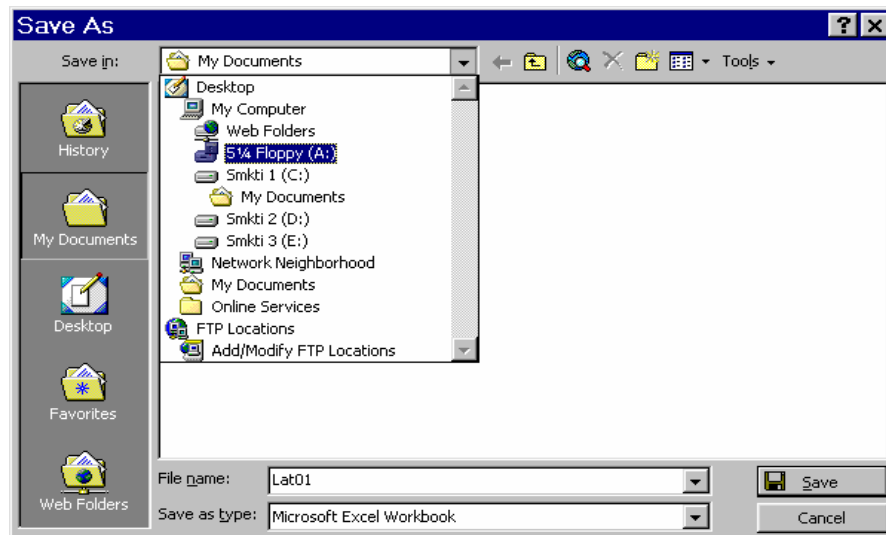 Save As
Save in: My Documents Tools
Desktop
My Computer
Web Folders
5¼ Floppy (A:)
Smkti 1 (C:)
My Documents
Smkti 2 (D:)
Smkti 3 (E:)
Network Neighborhood
My Documents
Online Services
FTP Locations
Add/Modify FTP Locations
History
My Documents
Desktop
Favorites
Web Folders
File name: Lat01 Save
Save as type: Microsoft Excel Workbook Cancel